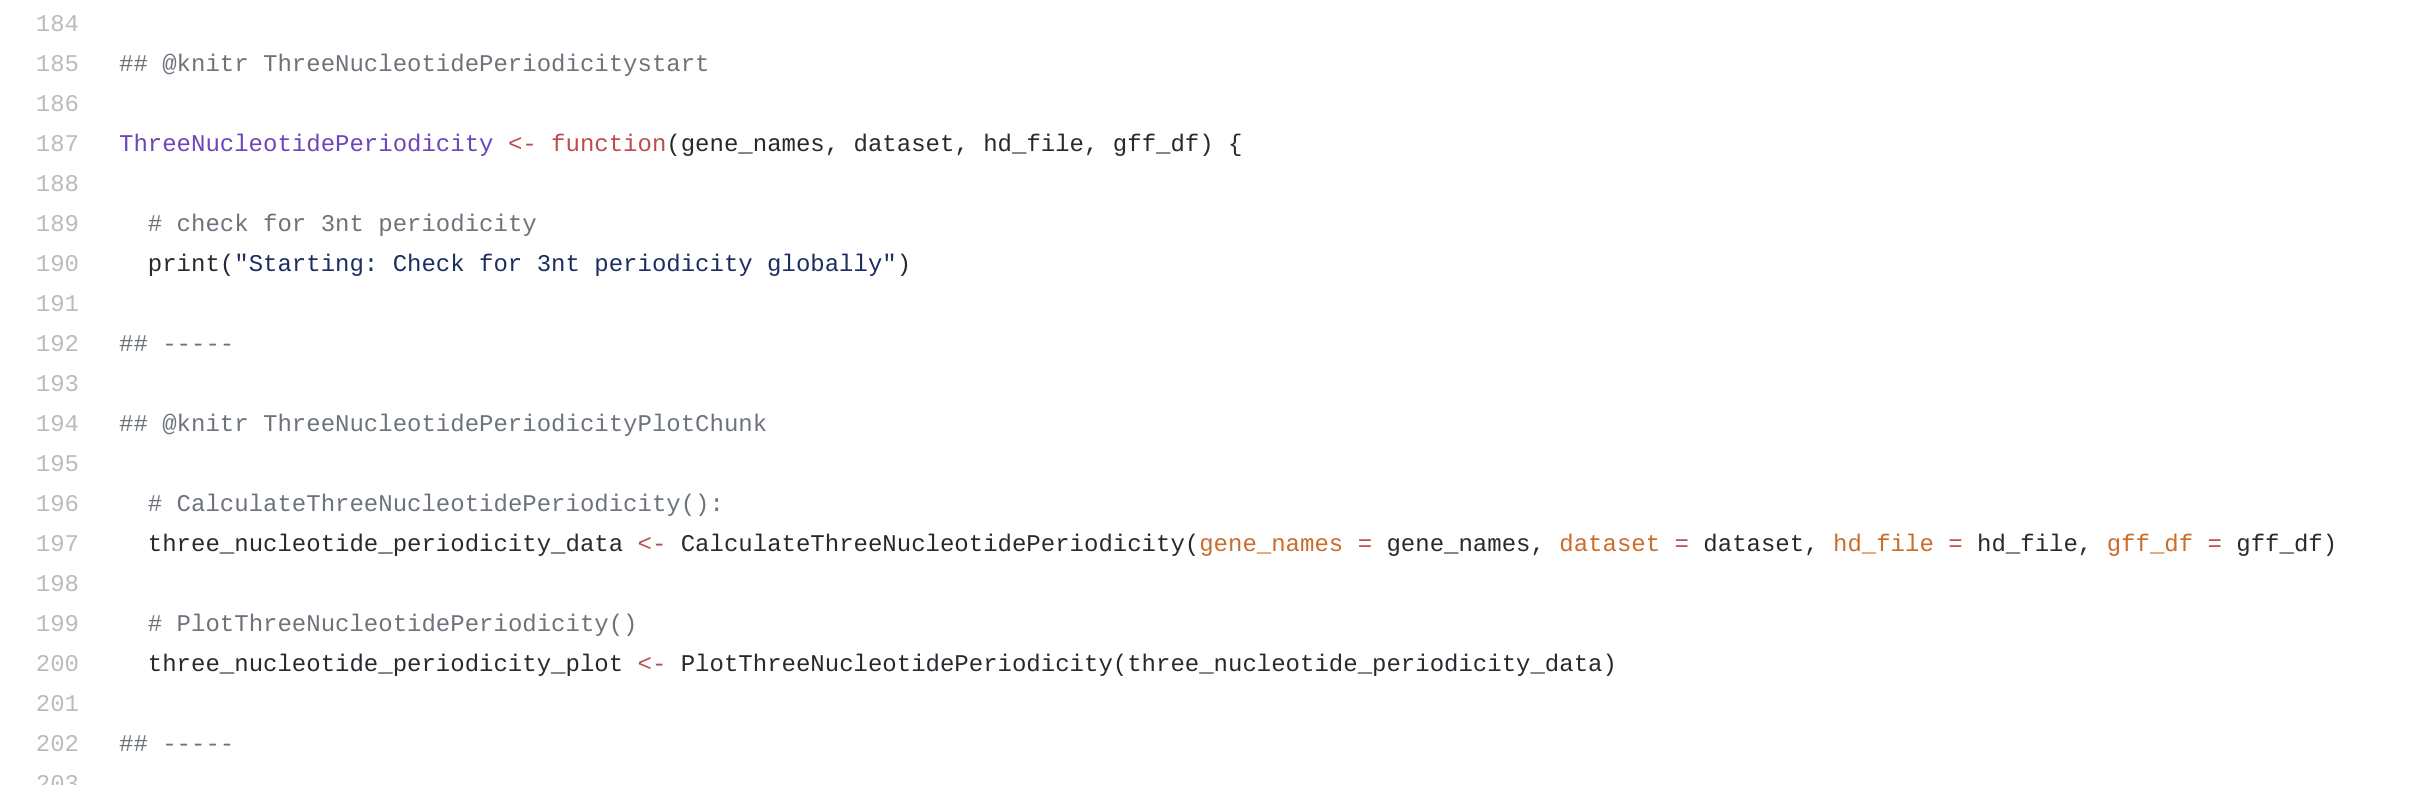 184
185 ## @knitr ThreeNucleotidePeriodicitystart
186
187 ThreeNucleotidePeriodicity <- function(gene_names, dataset, hd_file, gff_df) {
188
189   # check for 3nt periodicity
190   print("Starting: Check for 3nt periodicity globally")
191
192 ## -----
193
194 ## @knitr ThreeNucleotidePeriodicityPlotChunk
195
196   # CalculateThreeNucleotidePeriodicity():
197   three_nucleotide_periodicity_data <- CalculateThreeNucleotidePeriodicity(gene_names = gene_names, dataset = dataset, hd_file = hd_file, gff_df = gff_df)
198
199   # PlotThreeNucleotidePeriodicity()
200   three_nucleotide_periodicity_plot <- PlotThreeNucleotidePeriodicity(three_nucleotide_periodicity_data)
201
202 ## -----
203